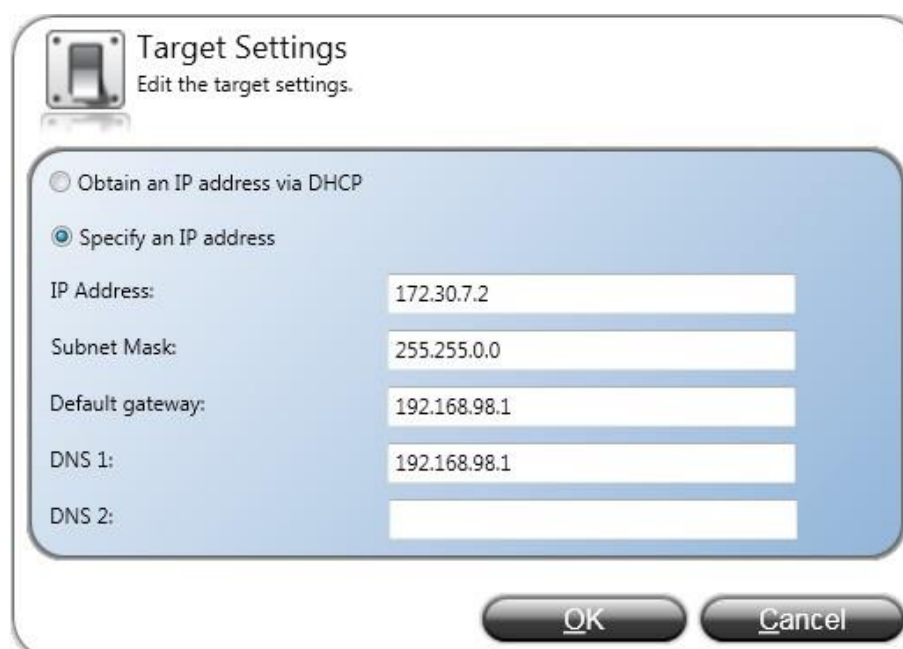 Target Settings
Edit the target settings.
Obtain an IP address via DHCP
Specify an IP address
IP Address: 172.30.7.2
Subnet Mask: 255.255.0.0
Default gateway: 192.168.98.1
DNS 1: 192.168.98.1
DNS 2:
OK Cancel